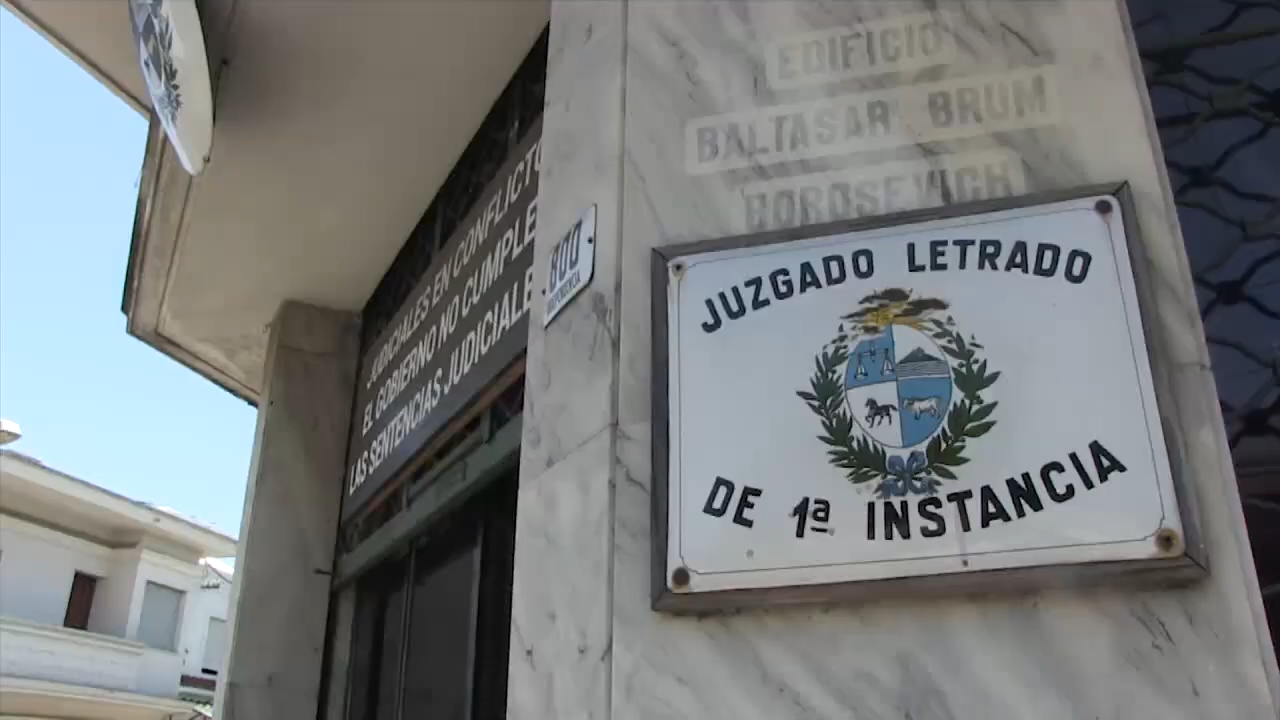 EDIFICIO
BALTASAR BRUM
BOROSEVICH
JUZGADO LETRADO
DE 1ª INSTANCIA
800
INDEPENDENCIA
JUDICIALES EN CONFLICTO
EL GOBIERNO NO CUMPLE
LAS SENTENCIAS JUDICIALE